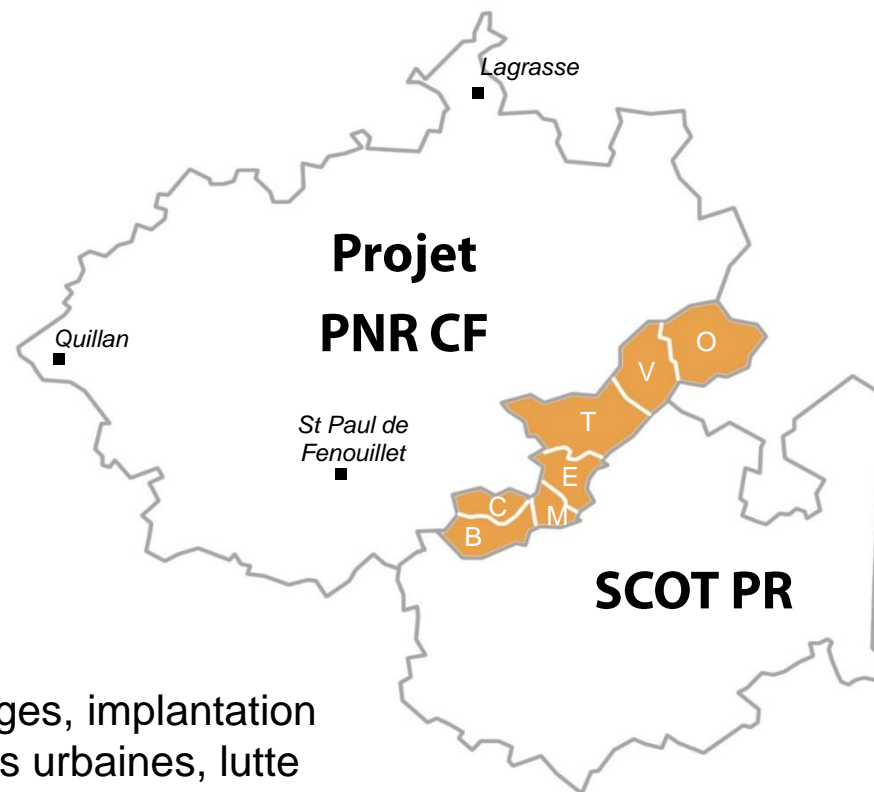 Lagrasse
Projet
PNR CF
Quillan
O
V
St Paul de
Fenouillet
T
E
C
M
B
SCOT PR
ges, implantation
s urbaines, lutte